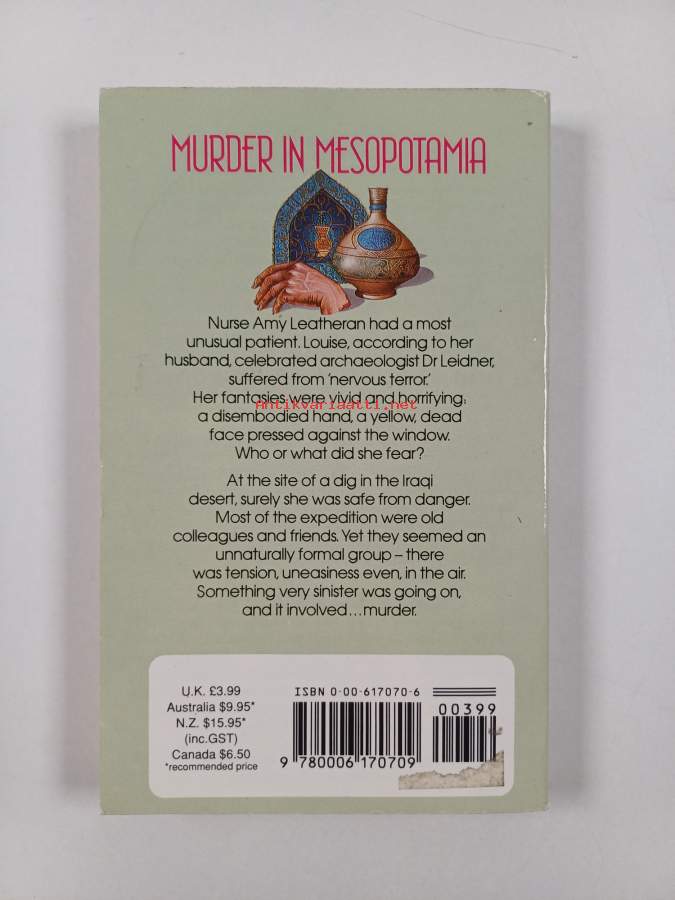 MURDER IN MESOPOTAMIA
Nurse Amy Leatheran had a most
unusual patient. Louise, according to her
husband, celebrated archaeologist Dr Leidner,
suffered from ‘nervous terror.’
Her fantasies were vivid and horrifying:
Antikvariaatti.net
a disembodied hand, a yellow, dead
face pressed against the window.
Who or what did she fear?
At the site of a dig in the Iraqi
desert, surely she was safe from danger.
Most of the expedition were old
colleagues and friends. Yet they seemed an
unnaturally formal group – there
was tension, uneasiness even, in the air.
Something very sinister was going on,
and it involved...murder.
U.K. £3.99
Australia $9.95*
N.Z. $15.95*
(inc.GST)
Canada $6.50
*recommended price
ISBN 0-00-617070-6
00399
9 780006 170709